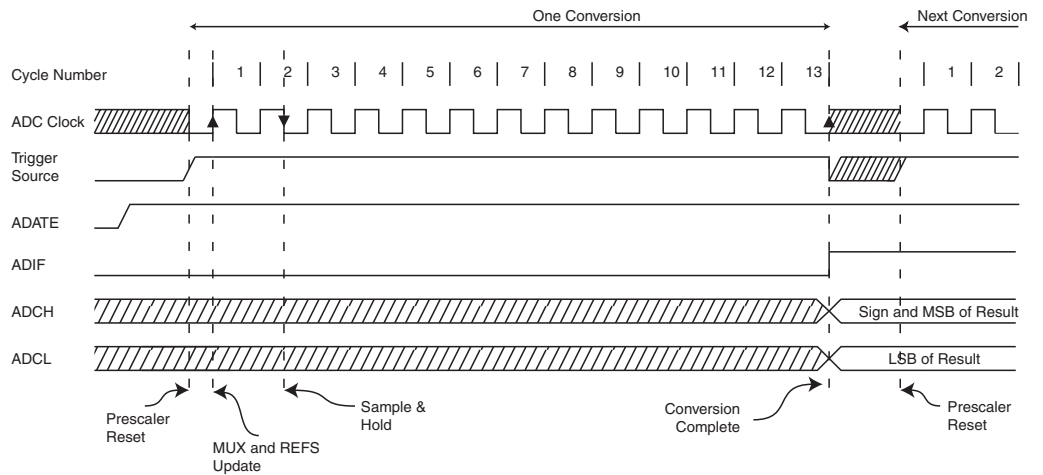 One Conversion
Next Conversion
Cycle Number
1 2 3 4 5 6 7 8 9 10 11 12 13 1 2
ADC Clock
Trigger
Source
ADATE
ADIF
ADCH
Sign and MSB of Result
ADCL
LSB of Result
Prescaler
Reset
MUX and REFS
Update
Sample &
Hold
Conversion
Complete
Prescaler
Reset